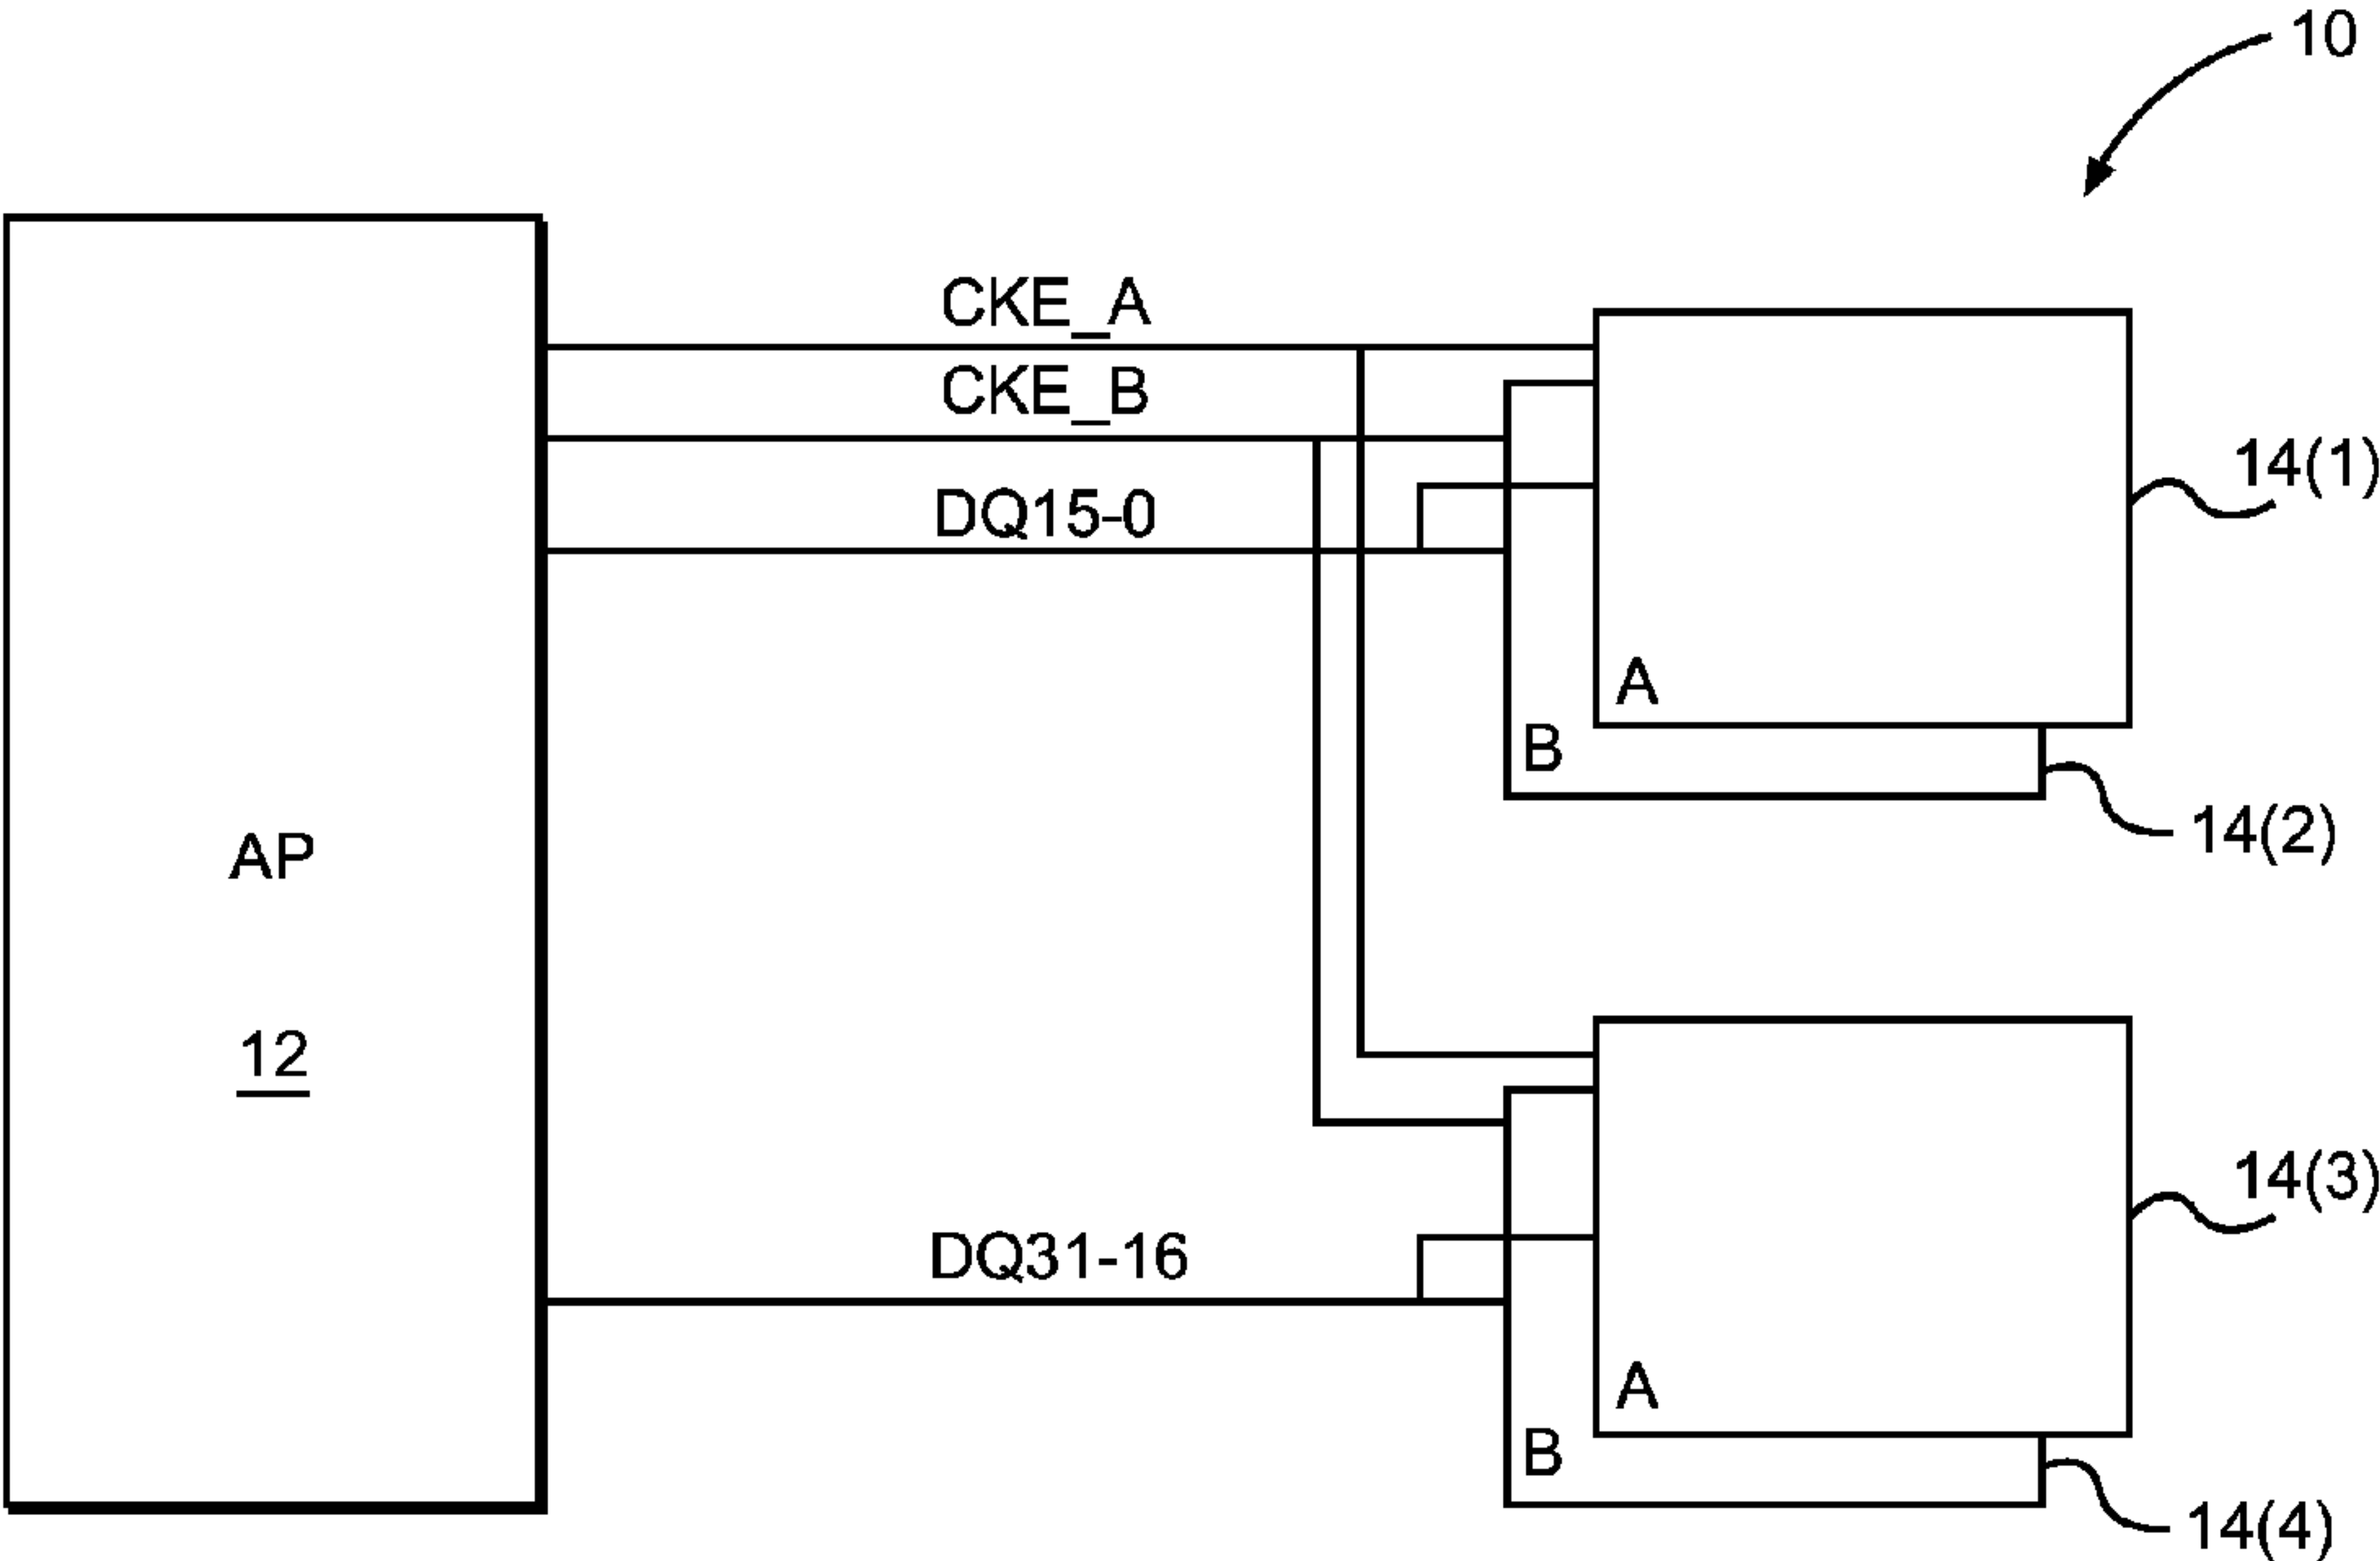 10
CKE_A
CKE_B
DQ15-0
14(1)
A
B
14(2)
AP
12
14(3)
DQ31-16
A
B
14(4)